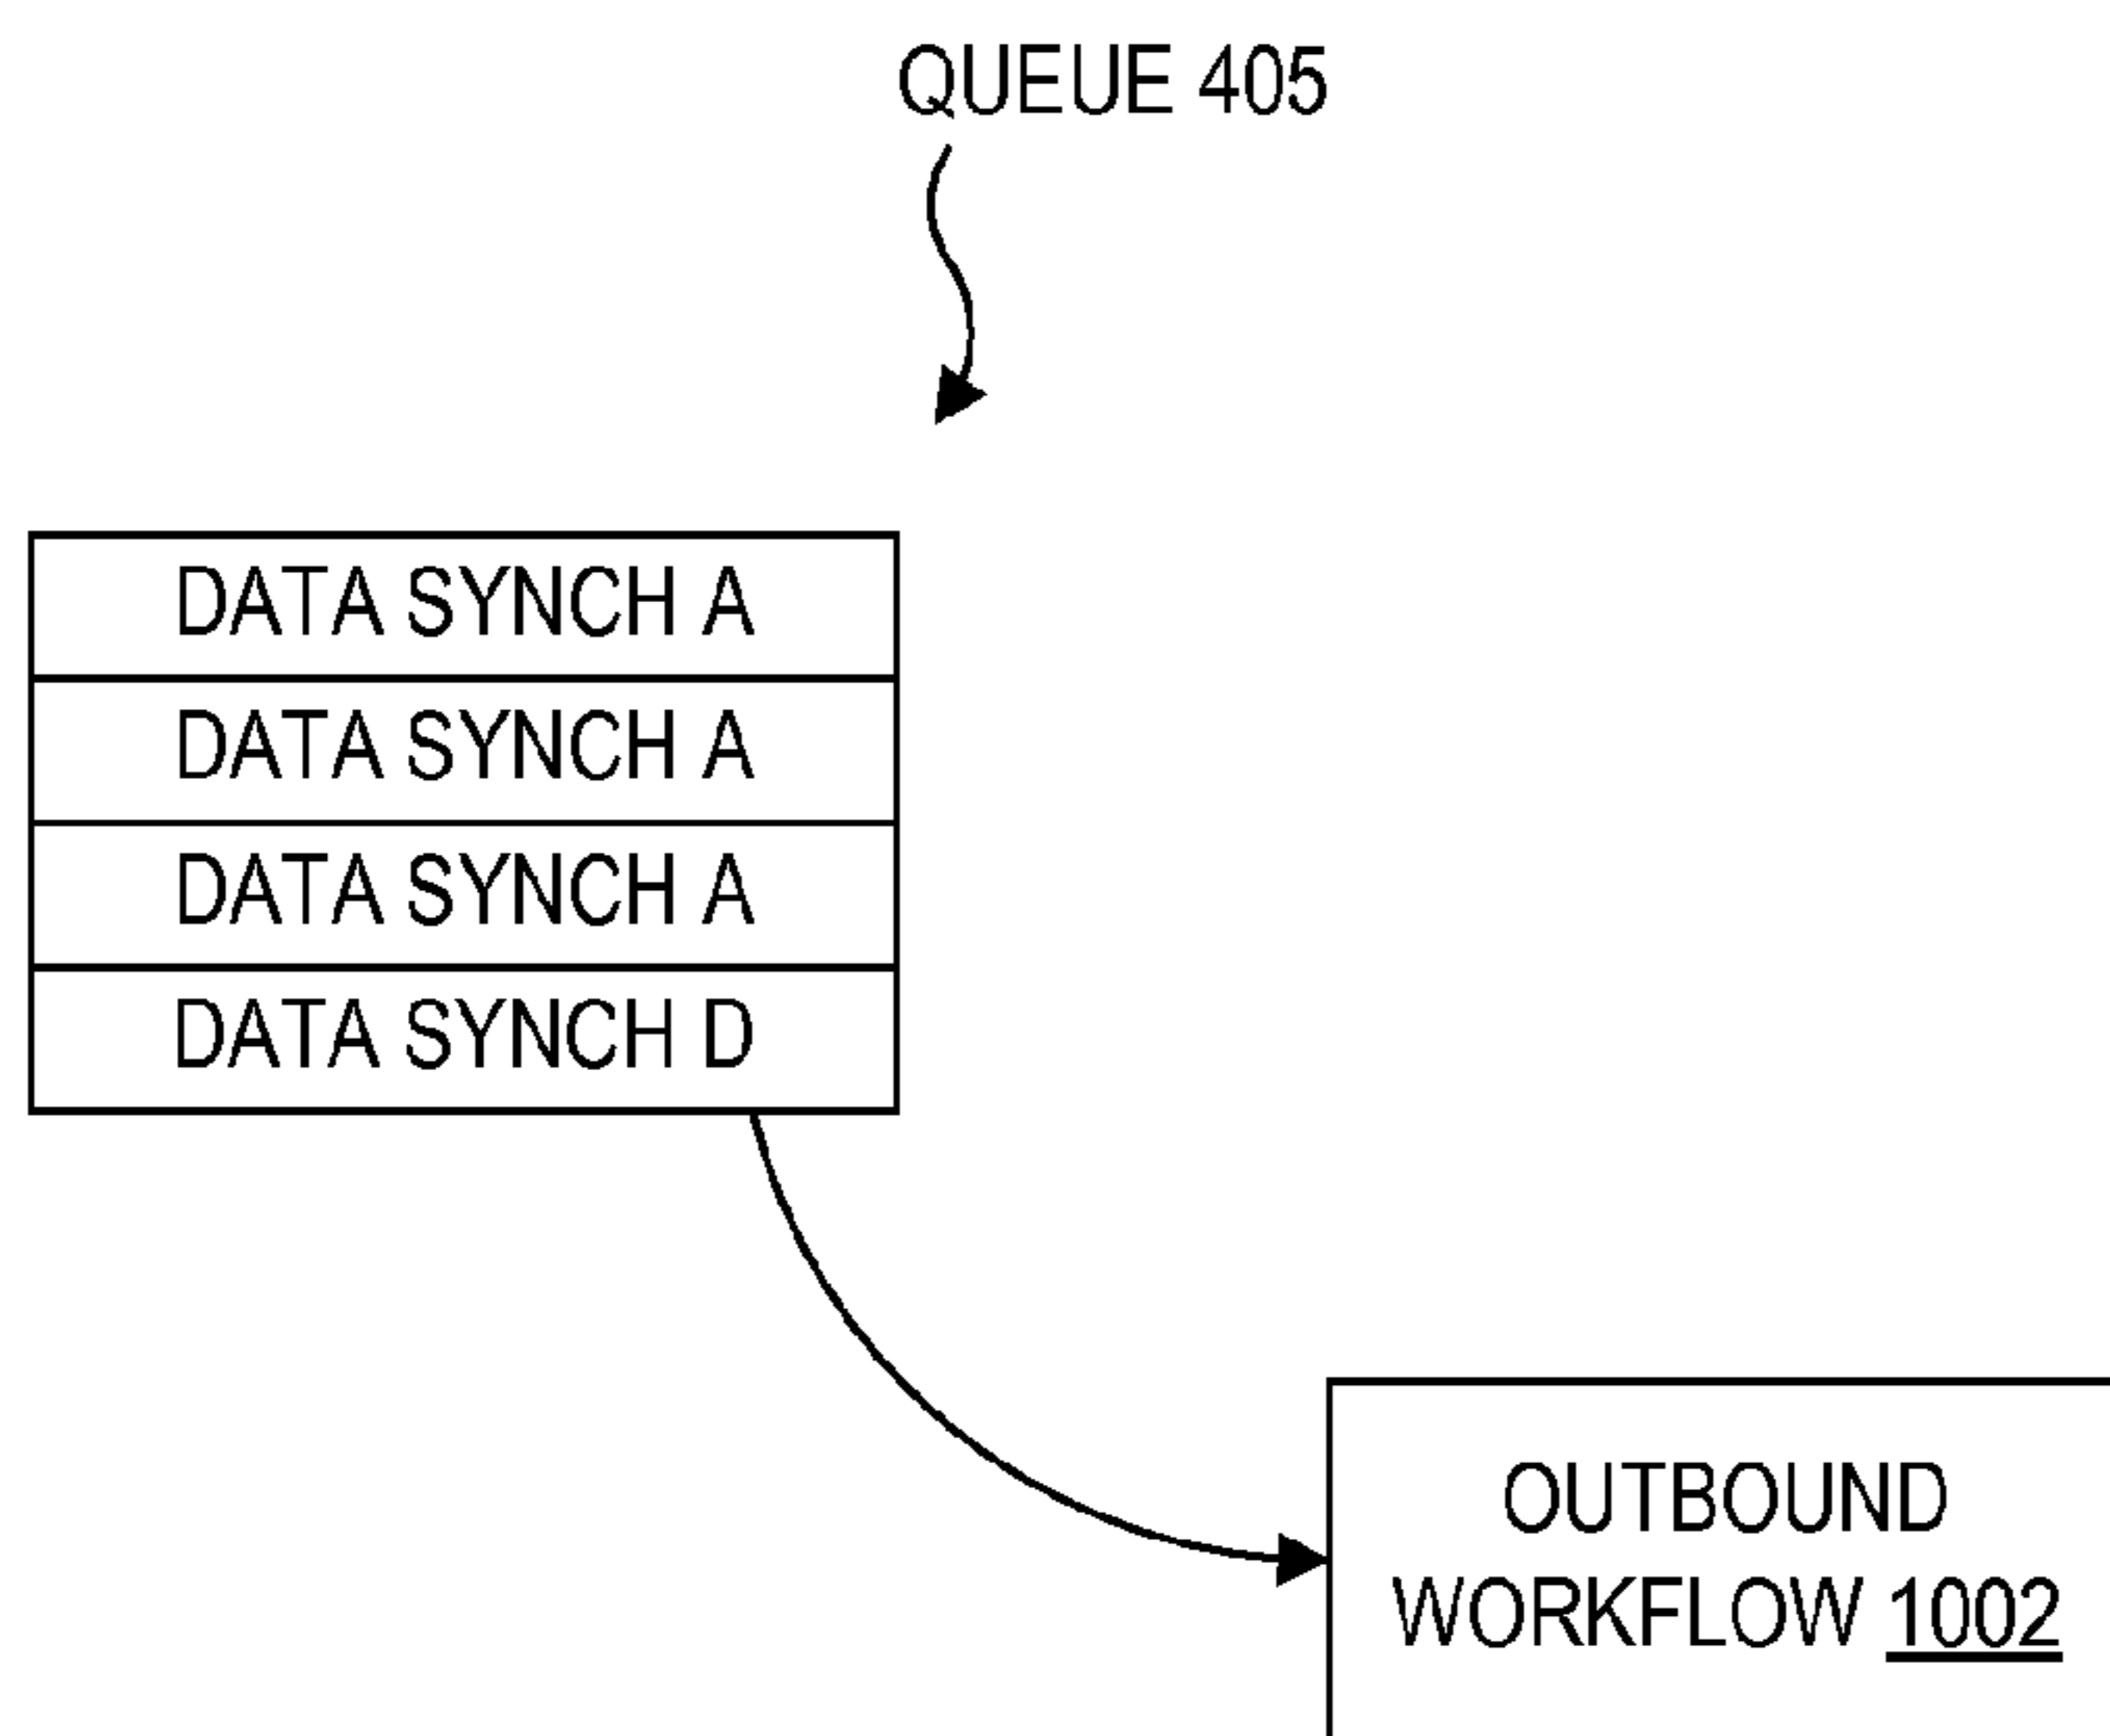 QUEUE 405
DATA SYNCH A
DATA SYNCH A
DATA SYNCH A
DATA SYNCH D
OUTBOUND
WORKFLOW 1002